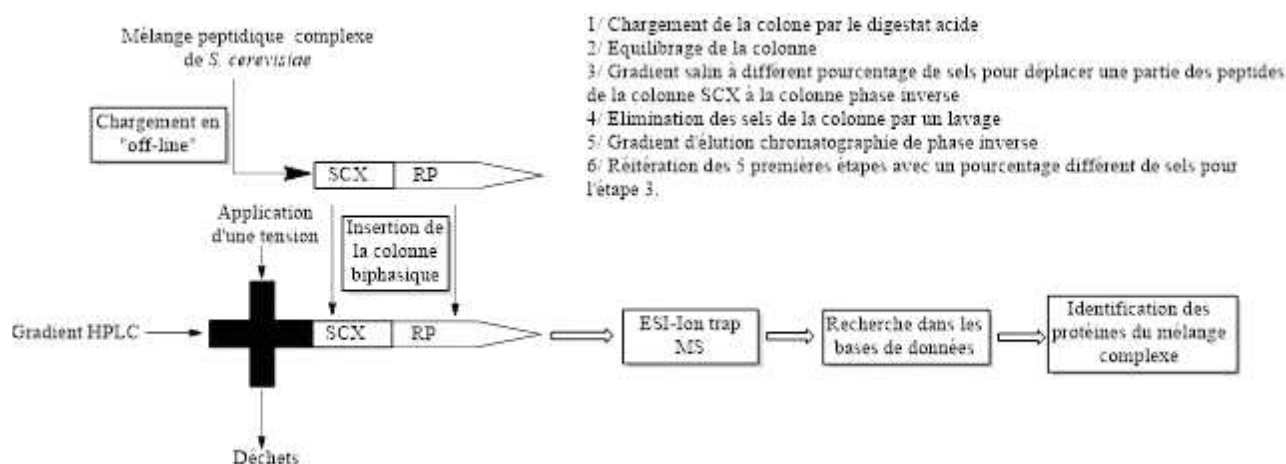 Mélange peptidique complexe
de S. cerevisiae
Chargement en
"off-line"
SCX
RP
1/ Chargement de la colone par le digestat acide
2/ Equilibrage de la colonne
3/ Gradient salin à différent pourcentage de sels pour déplacer une partie des peptides
de la colonne SCX à la colonne phase inverse
4/ Elimination des sels de la colonne par un lavage
5/ Gradient d'élution chromatographie de phase inverse
6/ Réitération des 5 premières étapes avec un pourcentage différent de sels pour
l'étape 3.
Application
d'une tension
Insertion de
la colonne
biphasique
Gradient HPLC
SCX
RP
ESI-Ion trap
MS
Recherche dans les
bases de données
Identification des
protéines du mélange
complexe
Déchets